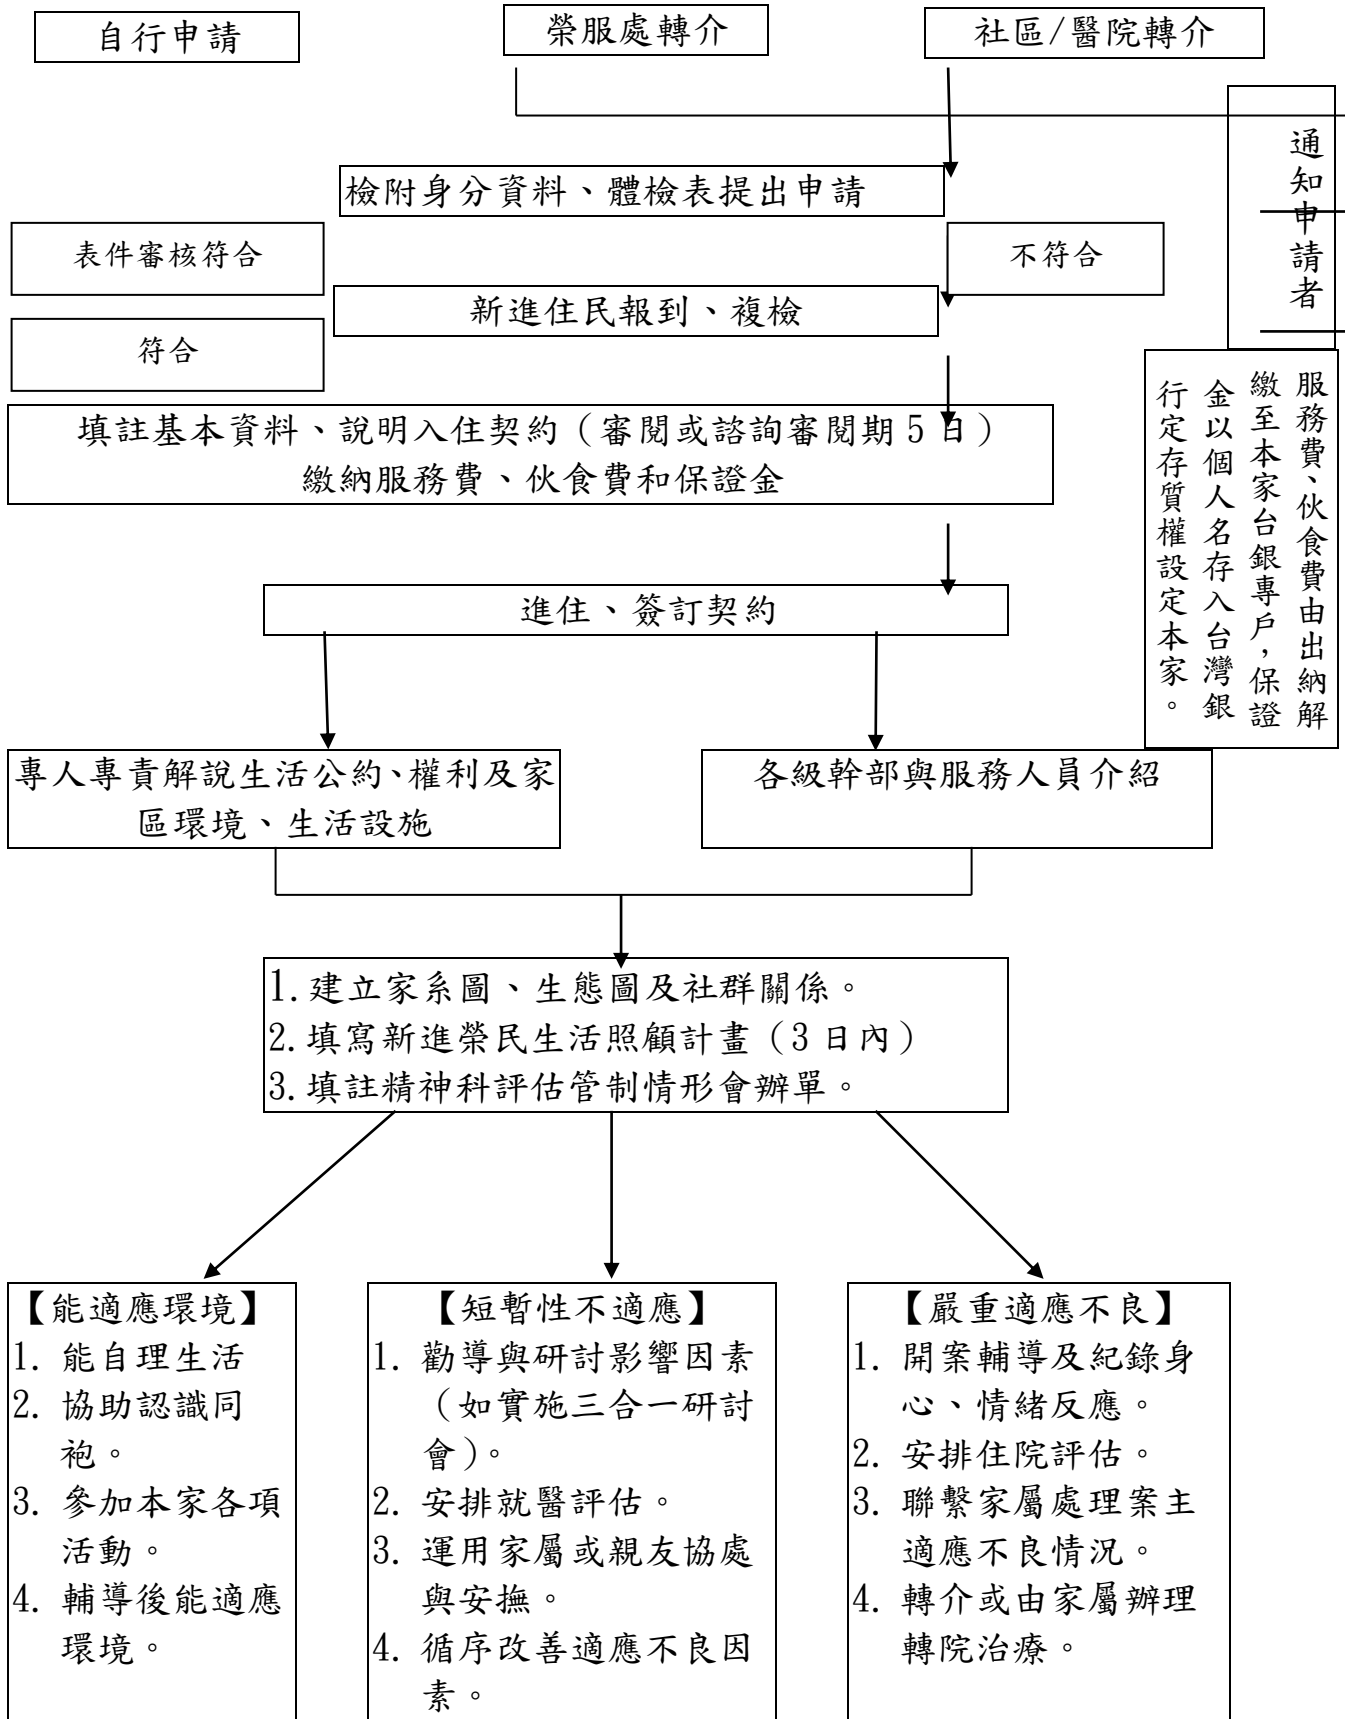 自行申請
榮服處轉介
社區/醫院轉介
通知申請者
檢附身分資料、體檢表提出申請
表件審核符合
不符合
新進住民報到、複檢
符合
服務費、伙食費由出納解
繳至本家台銀專戶，保證
金以個人名存入台灣銀
行定存質權設定本家。
填註基本資料、說明入住契約（審閱或諮詢審閱期5日）
繳納服務費、伙食費和保證金
進住、簽訂契約
專人專責解說生活公約、權利及家
區環境、生活設施
各級幹部與服務人員介紹
1.建立家系圖、生態圖及社群關係。
2.填寫新進榮民生活照顧計畫（3日內）
3.填註精神科評估管制情形會辦單。
【能適應環境】
1. 能自理生活
2. 協助認識同
袍。
3. 參加本家各項
活動。
4. 輔導後能適應
環境。
【短暫性不適應】
1. 勸導與研討影響因素
（如實施三合一研討
會）。
2. 安排就醫評估。
3. 運用家屬或親友協處
與安撫。
4. 循序改善適應不良因
素。
【嚴重適應不良】
1. 開案輔導及紀錄身
心、情緒反應。
2. 安排住院評估。
3. 聯繫家屬處理案主
適應不良情況。
4. 轉介或由家屬辦理
轉院治療。